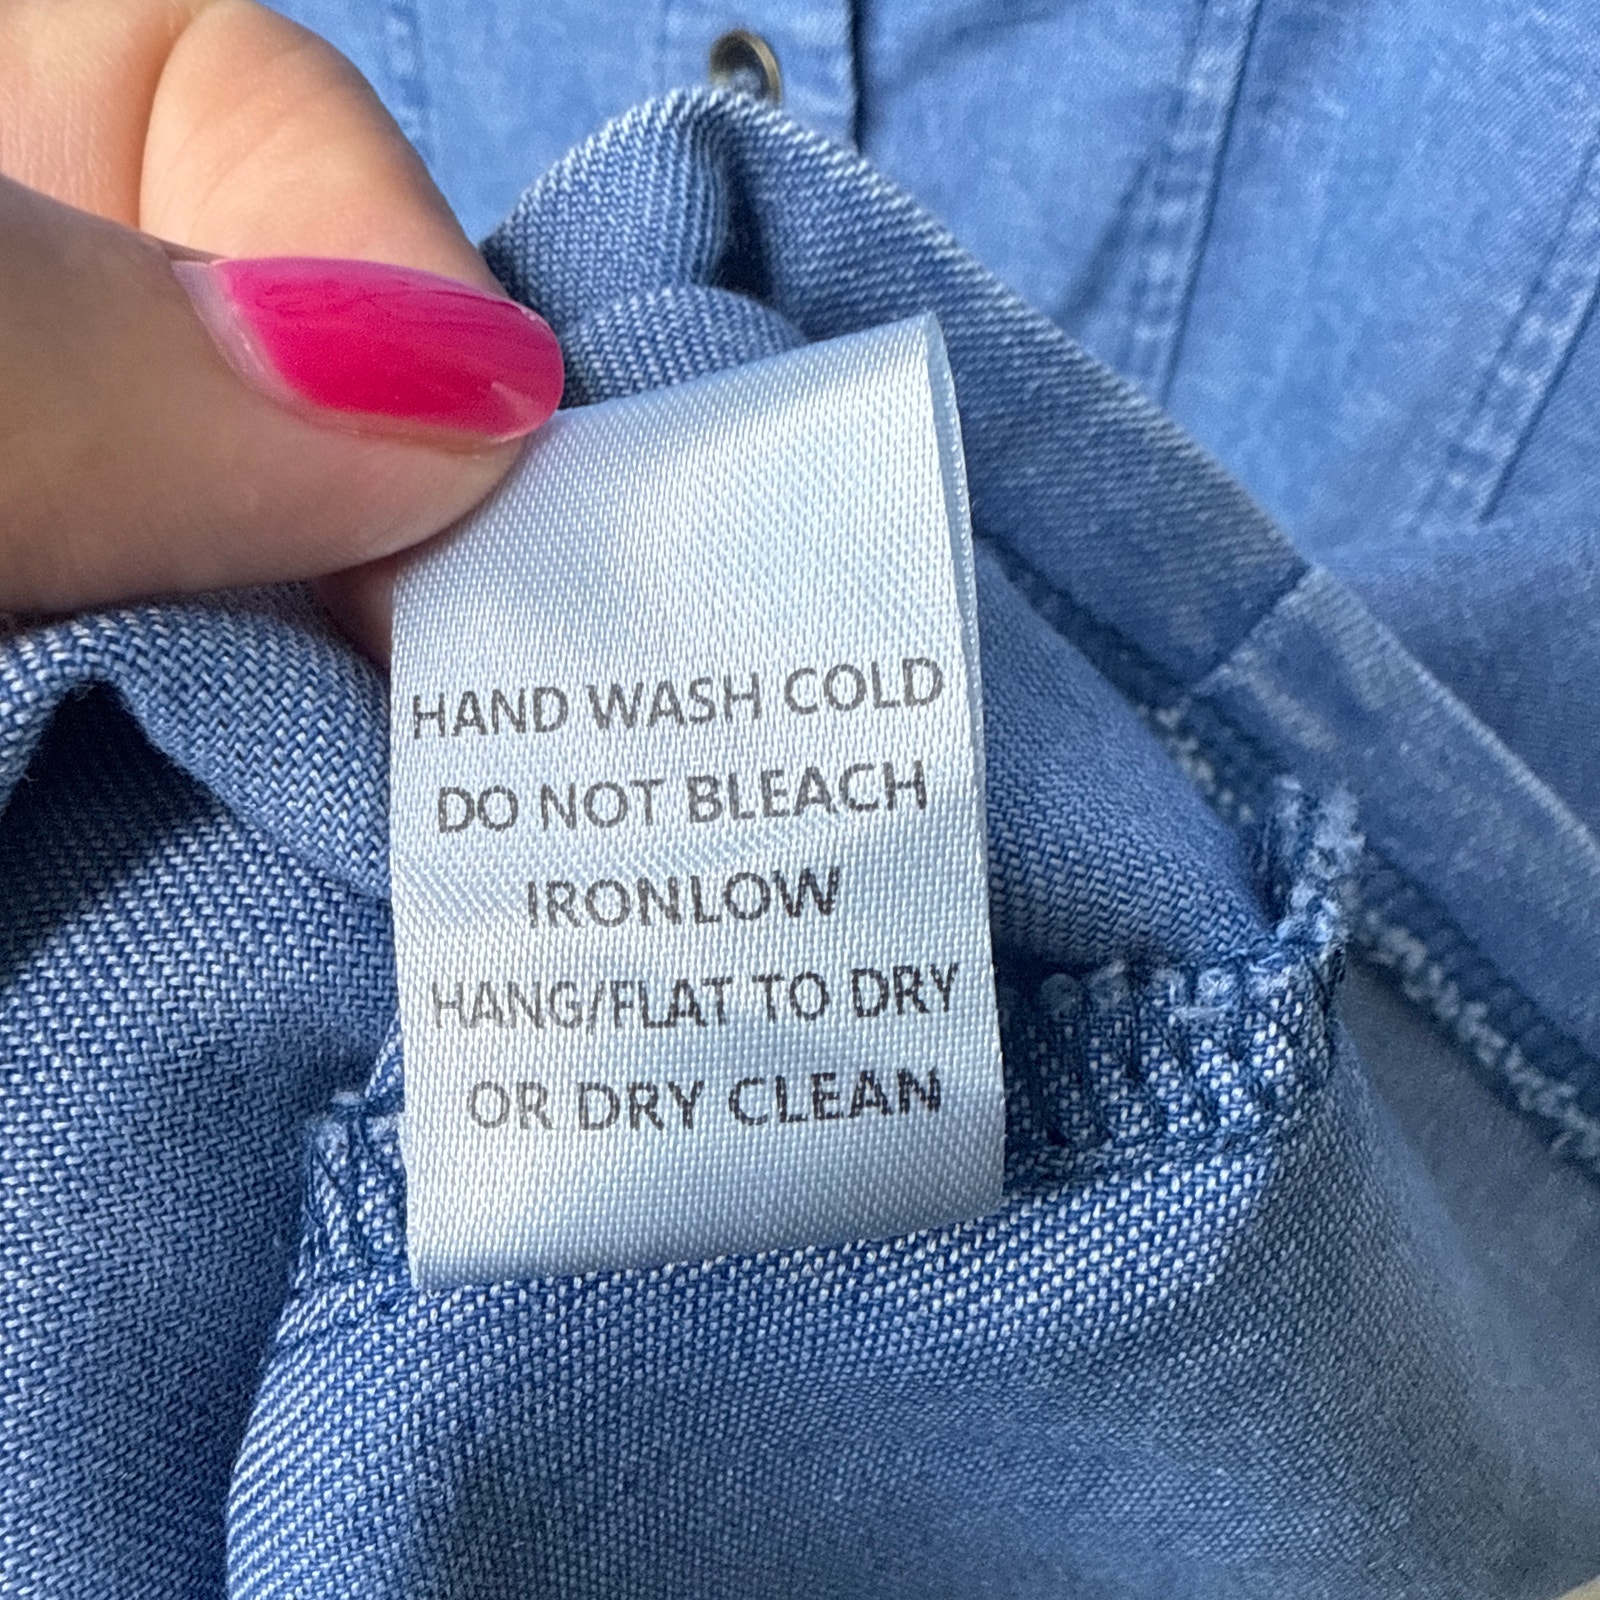 HAND WASH COLD
DO NOT BLEACH
IRONLOW
HANG/FLAT TO DRY
OR DRY CLEAN